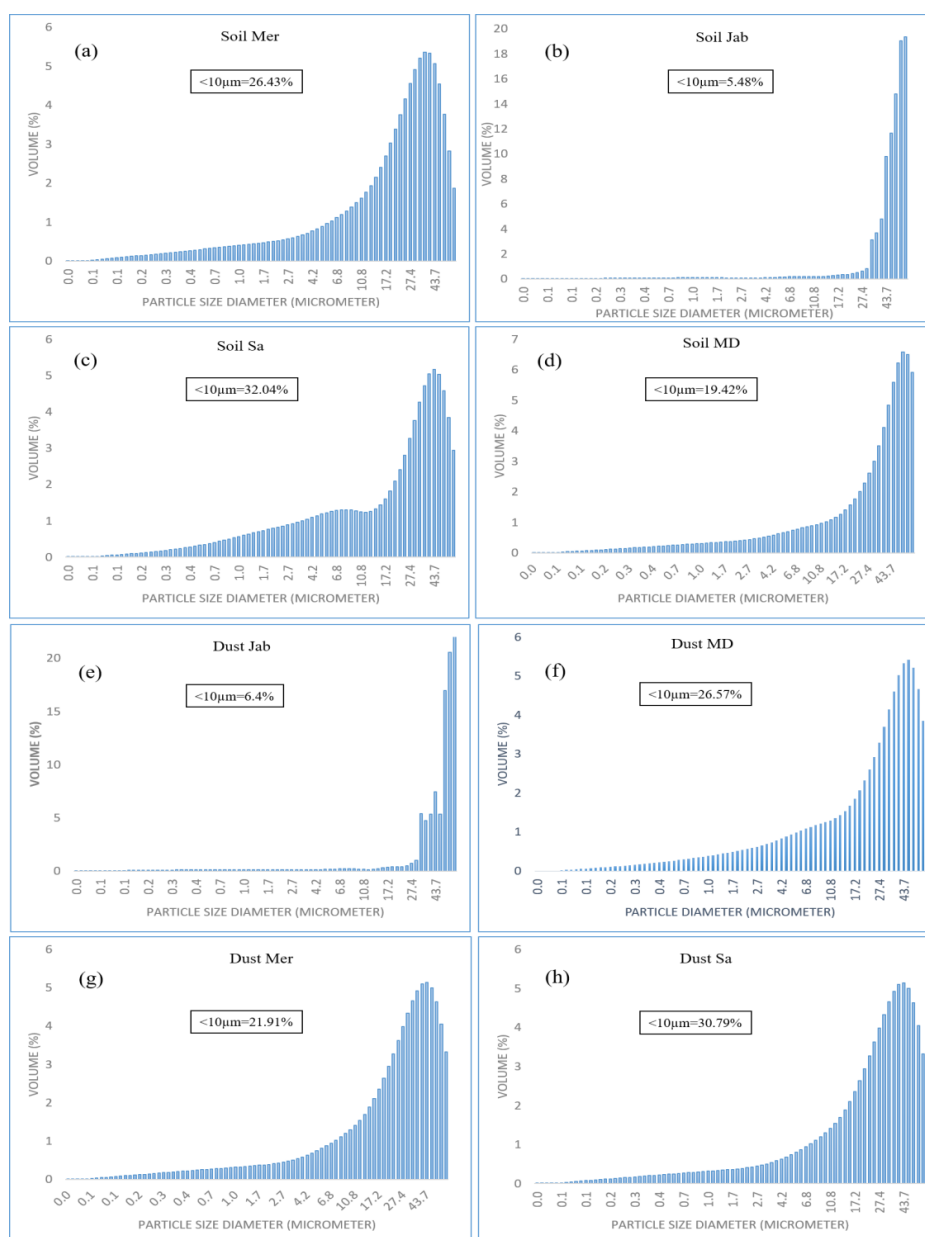 Soil Mer
(a)
<10µm=26.43%
VOLUME (%)
6
5
4
3
2
1
0
0.0 0.1 0.1 0.2 0.3 0.4 0.7 1.0 1.7 2.7 4.2 6.8 10.8 17.2 27.4 43.7
PARTICLE SIZE DIAMETER (MICROMETER)
Soil Jab
(b)
<10µm=5.48%
VOLUME (%)
20
18
16
14
12
10
8
6
4
2
0
0.0 0.1 0.1 0.2 0.3 0.4 0.7 1.0 1.7 2.7 4.2 6.8 10.8 17.2 27.4 43.7
PARTICLE SIZE DIAMETER (MICROMETER)
Soil Sa
(c)
<10µm=32.04%
VOLUME (%)
6
5
4
3
2
1
0
0.0 0.1 0.1 0.2 0.3 0.4 0.7 1.0 1.7 2.7 4.2 6.8 10.8 17.2 27.4 43.7
PARTICLE SIZE DIAMETER (MICROMETER)
Soil MD
(d)
<10µm=19.42%
VOLUME (%)
7
6
5
4
3
2
1
0
0.0 0.1 0.1 0.2 0.3 0.4 0.7 1.0 1.7 2.7 4.2 6.8 10.8 17.2 27.4 43.7
PARTICLE DIAMETER (MICROMETER)
Dust Jab
(e)
<10µm=6.4%
VOLUME (%)
20
15
10
5
0
0.0 0.1 0.1 0.2 0.3 0.4 0.7 1.0 1.7 2.7 4.2 6.8 10.8 17.2 27.4 43.7
PARTICLE SIZE DIAMETER (MICROMETER)
Dust MD
(f)
<10µm=26.57%
VOLUME (%)
6
5
4
3
2
1
0
0.0 0.1 0.1 0.2 0.3 0.4 0.7 1.0 1.7 2.7 4.2 6.8 10.8 17.2 27.4 43.7
PARTICLE DIAMETER (MICROMETER)
Dust Mer
(g)
<10µm=21.91%
VOLUME (%)
6
5
4
3
2
1
0
0.0 0.1 0.1 0.2 0.3 0.4 0.7 1.0 1.7 2.7 4.2 6.8 10.8 17.2 27.4 43.7
PARTICLE SIZE DIAMETER (MICROMETER)
Dust Sa
(h)
<10µm=30.79%
VOLUME (%)
6
5
4
3
2
1
0
0.0 0.1 0.1 0.2 0.3 0.4 0.7 1.0 1.7 2.7 4.2 6.8 10.8 17.2 27.4 43.7
PARTICLE SIZE DIAMETER (MICROMETER)